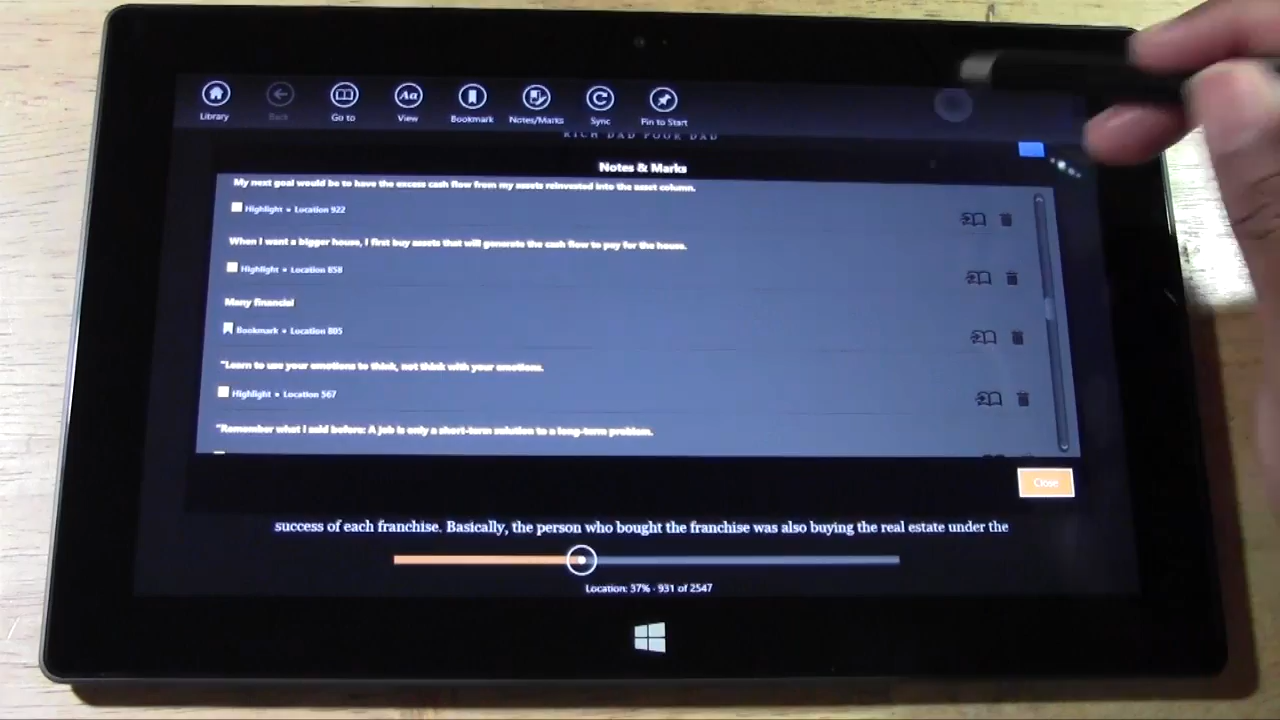 Library
Back
Go to
Aa
View
Bookmark
Notes/Marks
Sync
Pin to Start
RICH DAD POOR DAD
Notes & Marks
My next goal would be to have the excess cash flow from my assets reinvested into the asset column.
Highlight • Location 922
When I want a bigger house, I first buy assets that will generate the cash flow to pay for the house.
Highlight • Location 858
Many financial
Bookmark • Location 805
"Learn to use your emotions to think, not think with your emotions.
Highlight • Location 567
"Remember what I said before: A job is only a short-term solution to a long-term problem.
Close
success of each franchise. Basically, the person who bought the franchise was also buying the real estate under the
Location: 37% · 931 of 2547